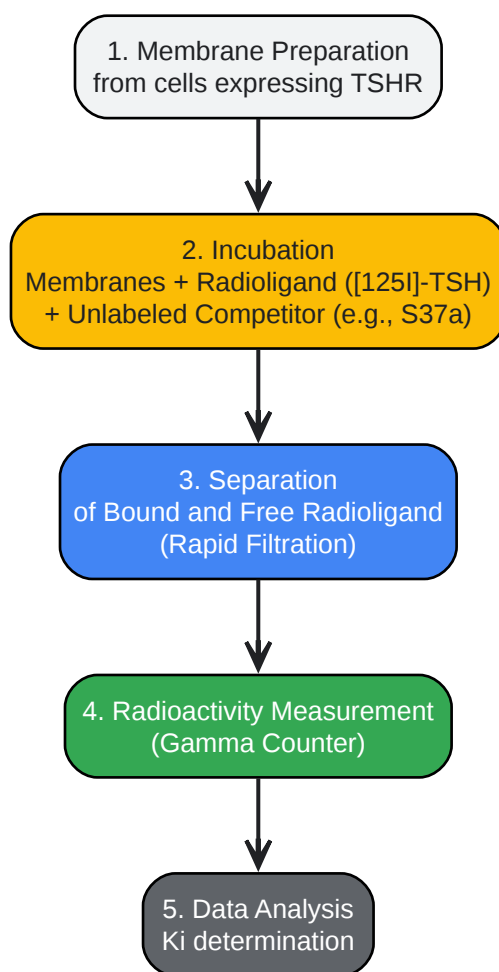 1. Membrane Preparation
from cells expressing TSHR
2. Incubation
Membranes + Radioligand ([125I]-TSH)
+ Unlabeled Competitor (e.g., S37a)
3. Separation
of Bound and Free Radioligand
(Rapid Filtration)
4. Radioactivity Measurement
(Gamma Counter)
5. Data Analysis
Ki determination